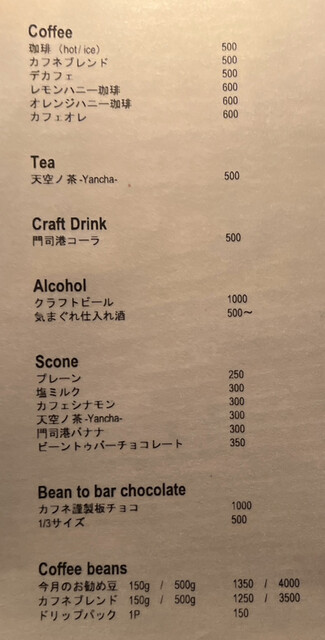 Coffee
珈琲 (hot/ice) 500
カフネブレンド 500
デカフェ 500
レモンハニー珈琲 600
オレンジハニー珈琲 600
カフェオレ 600
Tea
天空ノ茶 -Yancha- 500
Craft Drink
門司港コーラ 500
Alcohol
クラフトビール 1000
気まぐれ仕入れ酒 500〜
Scone
プレーン 250
塩ミルク 300
カフェシナモン 300
天空ノ茶 -Yancha- 300
門司港バナナ 300
ビーントゥバーチョコレート 350
Bean to bar chocolate
カフネ謹製板チョコ 1000
1/3サイズ 500
Coffee beans
今月のお勧め豆 150g / 500g 1350 / 4000
カフネブレンド 150g / 500g 1250 / 3500
ドリップバック 1P 150